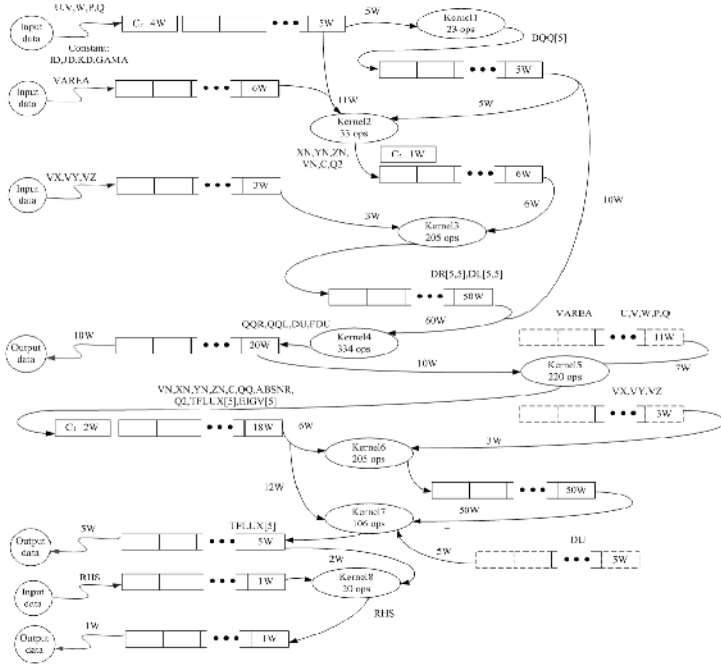 U,V,W,P,Q
Input
data
C: 4W
5W
5W
Kernel1
23 ops
DQQ[5]
Constant:
ID,JD,KD,GAMA
VAREA
5W
Input
data
6W
11W
5W
Kernel2
33 ops
XN,YN,ZN,
VN,C,Q2
C: 1W
6W
VX,VY,VZ
Input
data
3W
10W
6W
3W
Kernel3
205 ops
DR[5,5],DL[5,5]
50W
60W
QQR,QQL,DU,FDU
VAREA
U,V,W,P,Q
10W
Output
data
20W
Kernel4
334 ops
11W
10W
Kernel5
220 ops
7W
VN,XN,YN,ZN,C,QQ,ABSNR,
Q2,TFLUX[5],EIGV[5]
VX,VY,VZ
3W
C: 2W
18W
6W
Kernel6
205 ops
3W
12W
50W
50W
5W
TFLUX[5]
Kernel7
106 ops
Output
data
5W
5W
DU
5W
2W
RHS
Input
data
1W
Kernel8
20 ops
RHS
1W
Output
data
1W